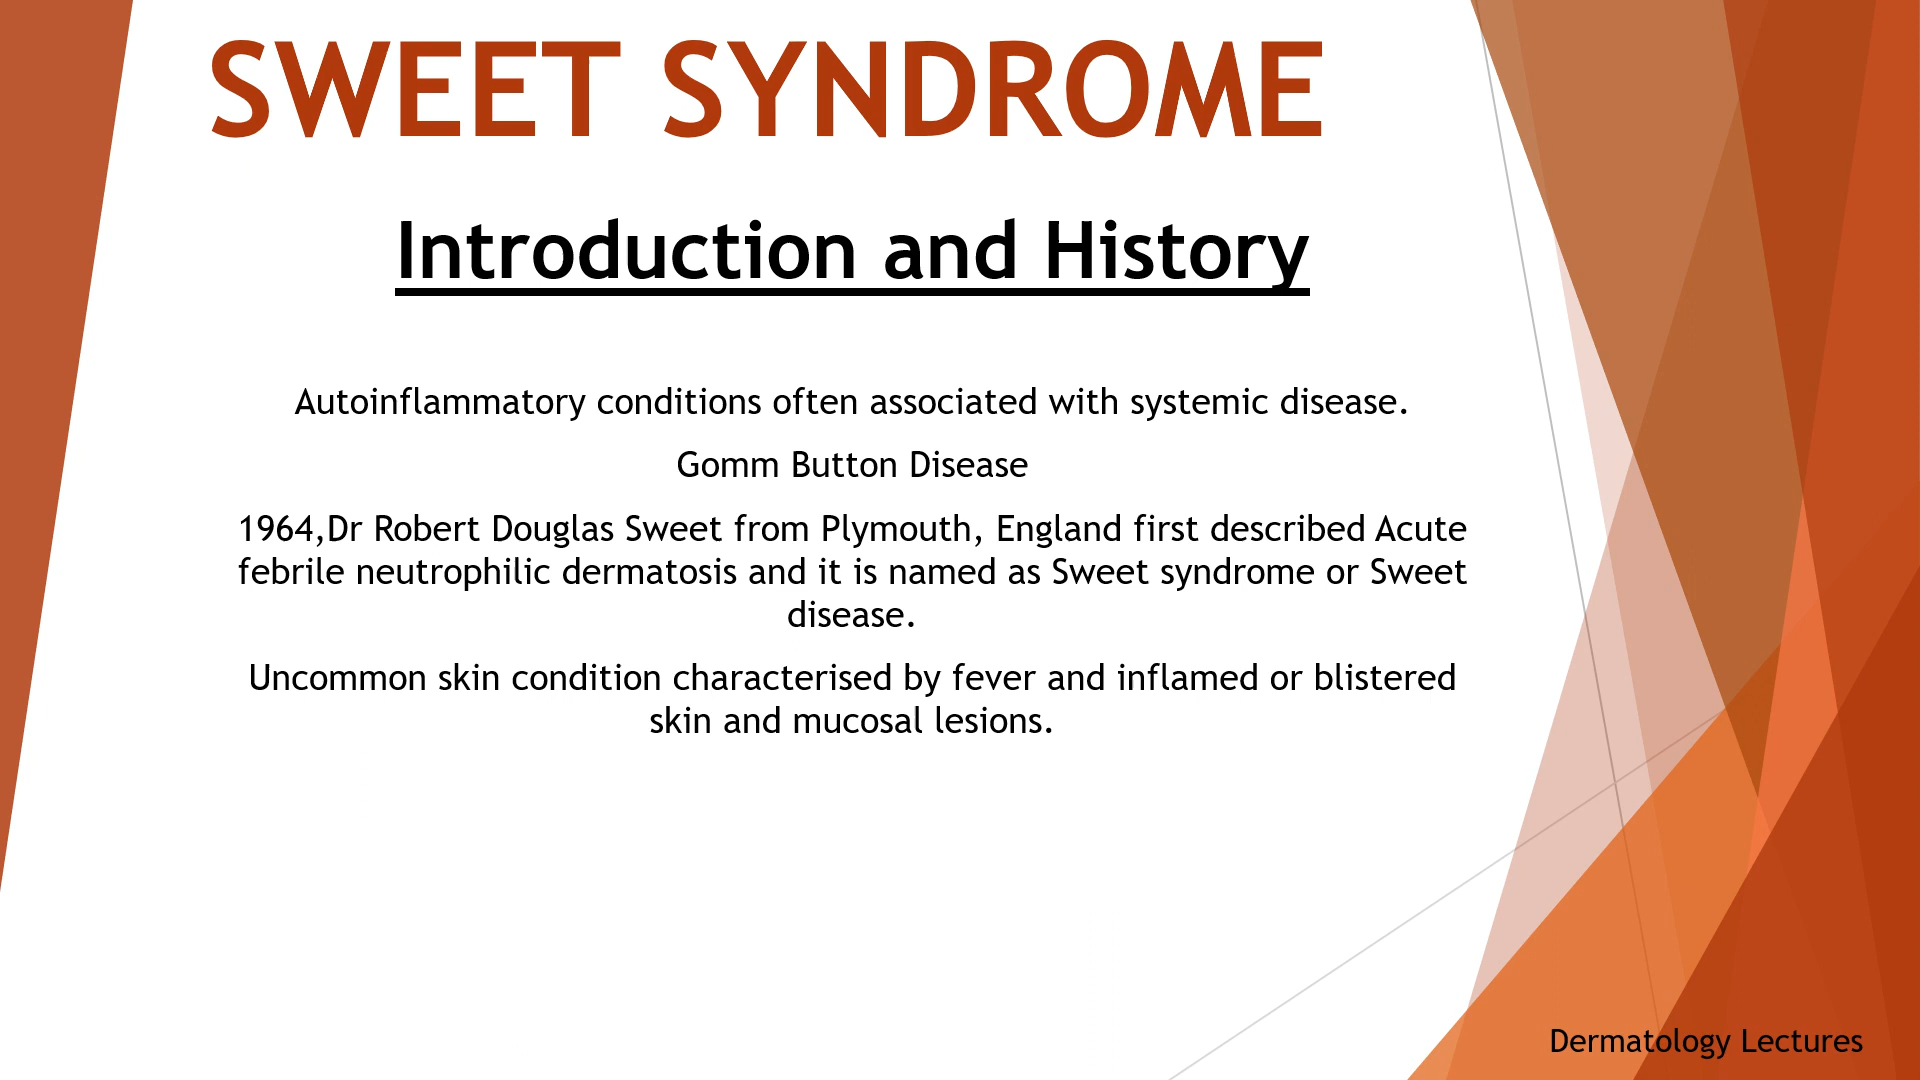 SWEET SYNDROME
Introduction and History
Autoinflammatory conditions often associated with systemic disease.
Gomm Button Disease
1964,Dr Robert Douglas Sweet from Plymouth, England first described Acute
febrile neutrophilic dermatosis and it is named as Sweet syndrome or Sweet
disease.
Uncommon skin condition characterised by fever and inflamed or blistered
skin and mucosal lesions.
Dermatology Lectures